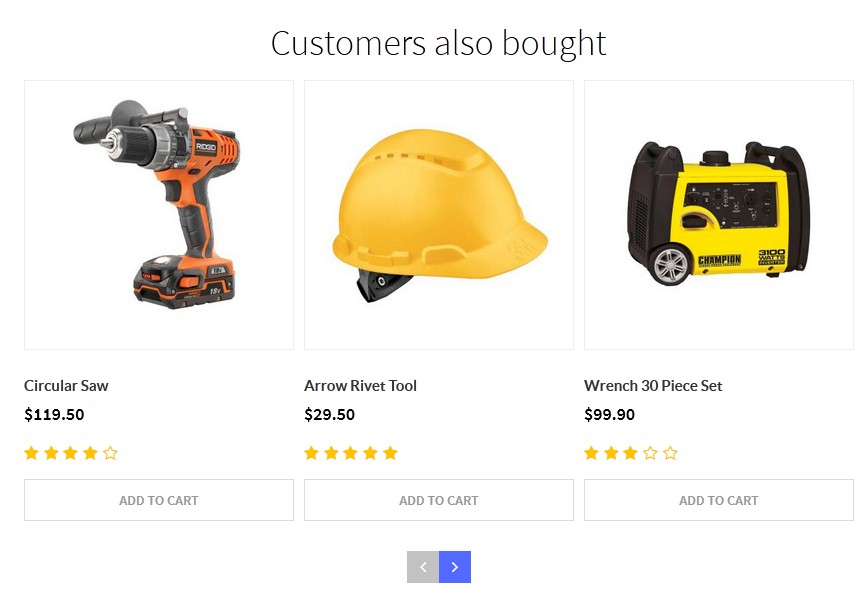 Customers also bought
RIDGID
18V
CHAMPION
3100
WATTS
INVERTER
Circular Saw
Arrow Rivet Tool
Wrench 30 Piece Set
$119.50
$29.50
$99.90
ADD TO CART
ADD TO CART
ADD TO CART